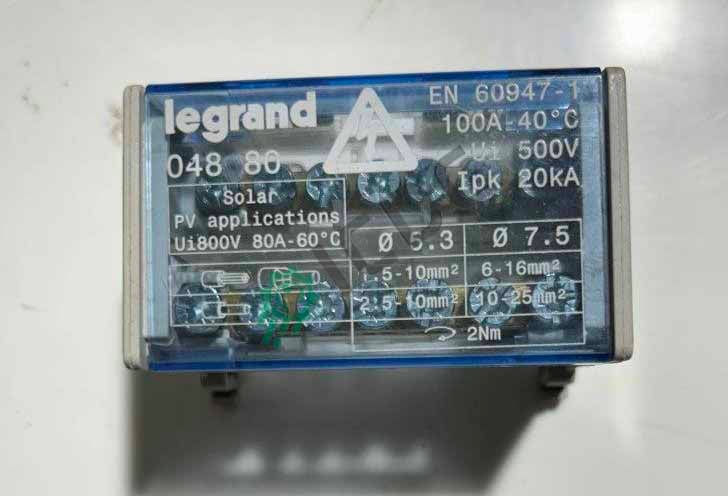 legrand
048 80
EN 60947-1
100A-40°C
Ui 500V
Ipk 20kA
Solar
PV applications
Ui800V 80A-60°C
Ø 5.3 Ø 7.5
1.5-10mm² 6-16mm²
2.5-10mm² 10-25mm²
2Nm